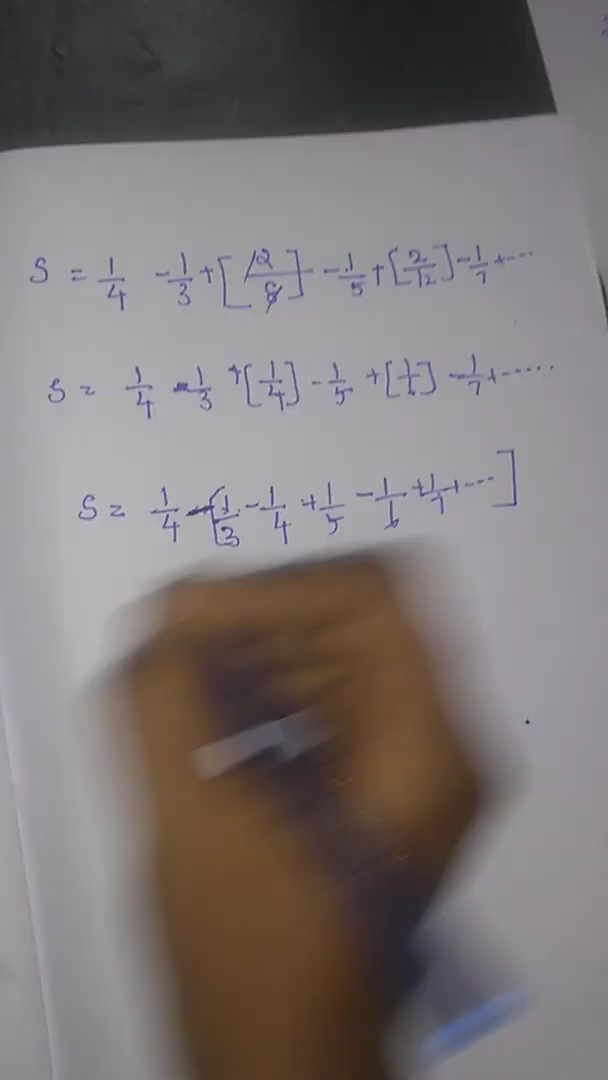 S = 1/4 - 1/3 + [2/8] - 1/5 + [2/12] - 1/7 + ...
S = 1/4 - 1/3 + [1/4] - 1/5 + [1/6] - 1/7 + .....
S = 1/4 - [1/3 - 1/4 + 1/5 - 1/6 + 1/7 + ...]